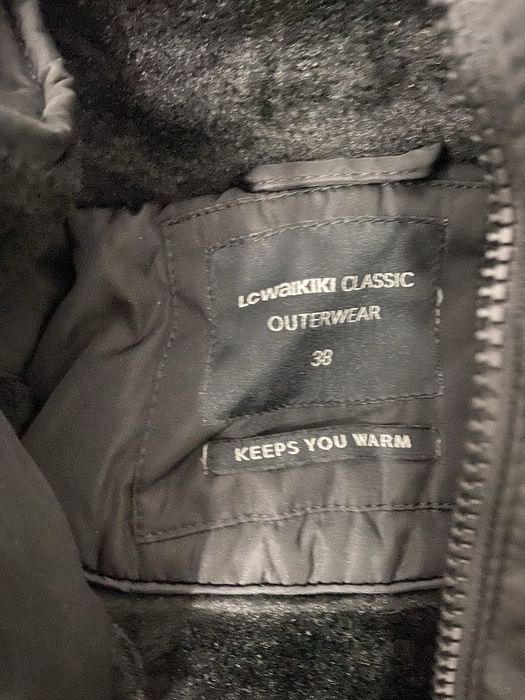 LCWAIKIKI CLASSIC
OUTERWEAR
38
KEEPS YOU WARM